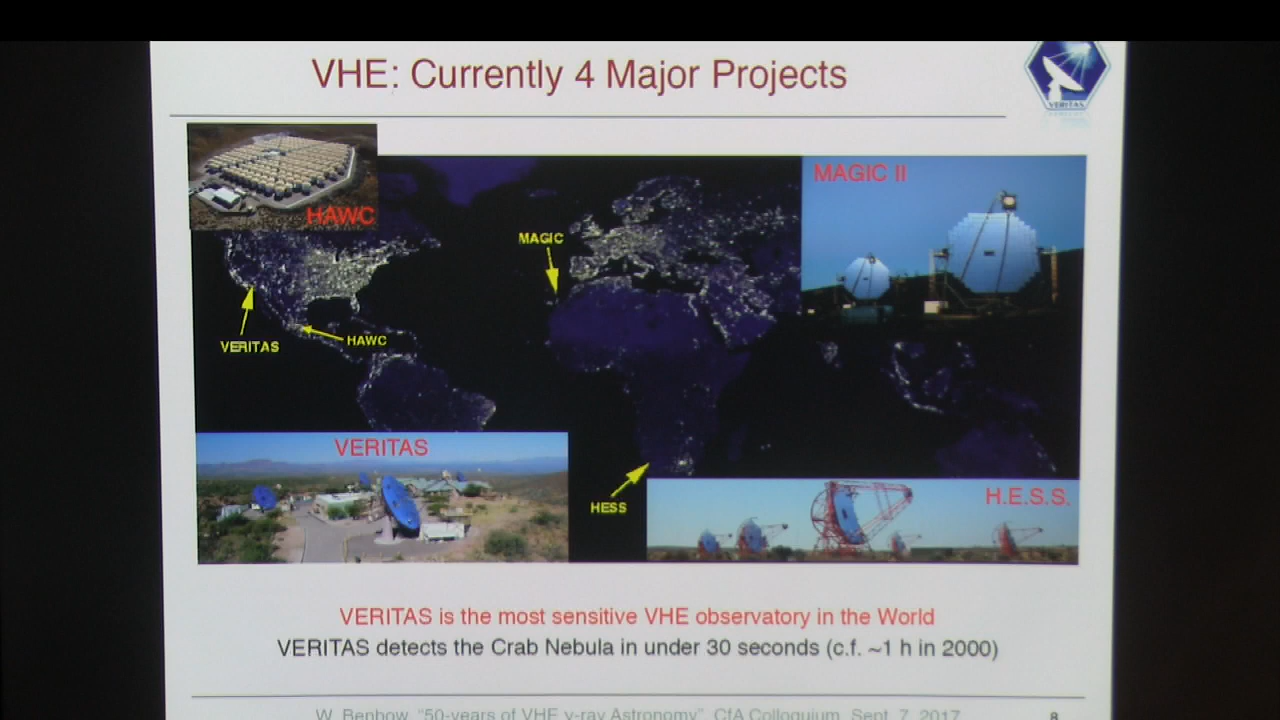 VHE: Currently 4 Major Projects
VERITAS
HAWC
MAGIC II
MAGIC
VERITAS
HAWC
VERITAS
HESS
H.E.S.S.
VERITAS is the most sensitive VHE observatory in the World
VERITAS detects the Crab Nebula in under 30 seconds (c.f. ~1 h in 2000)
W. Benbow, "50-years of VHE γ-ray Astronomy", CfA Colloquium, Sept. 7, 2017
8